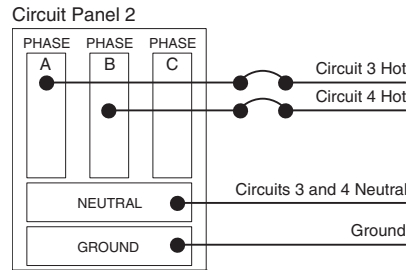 Circuit Panel 2
PHASE PHASE PHASE
A B C
Circuit 3 Hot
Circuit 4 Hot
NEUTRAL
Circuits 3 and 4 Neutral
GROUND
Ground